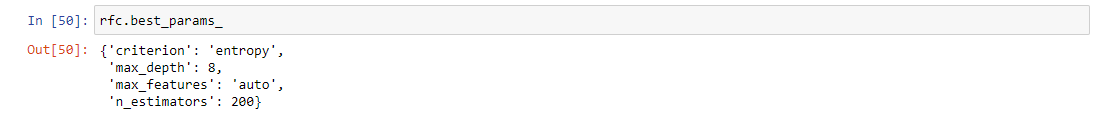 In [50]: rfc.best_params_
Out[50]: {'criterion': 'entropy',
'max_depth': 8,
'max_features': 'auto',
'n_estimators': 200}